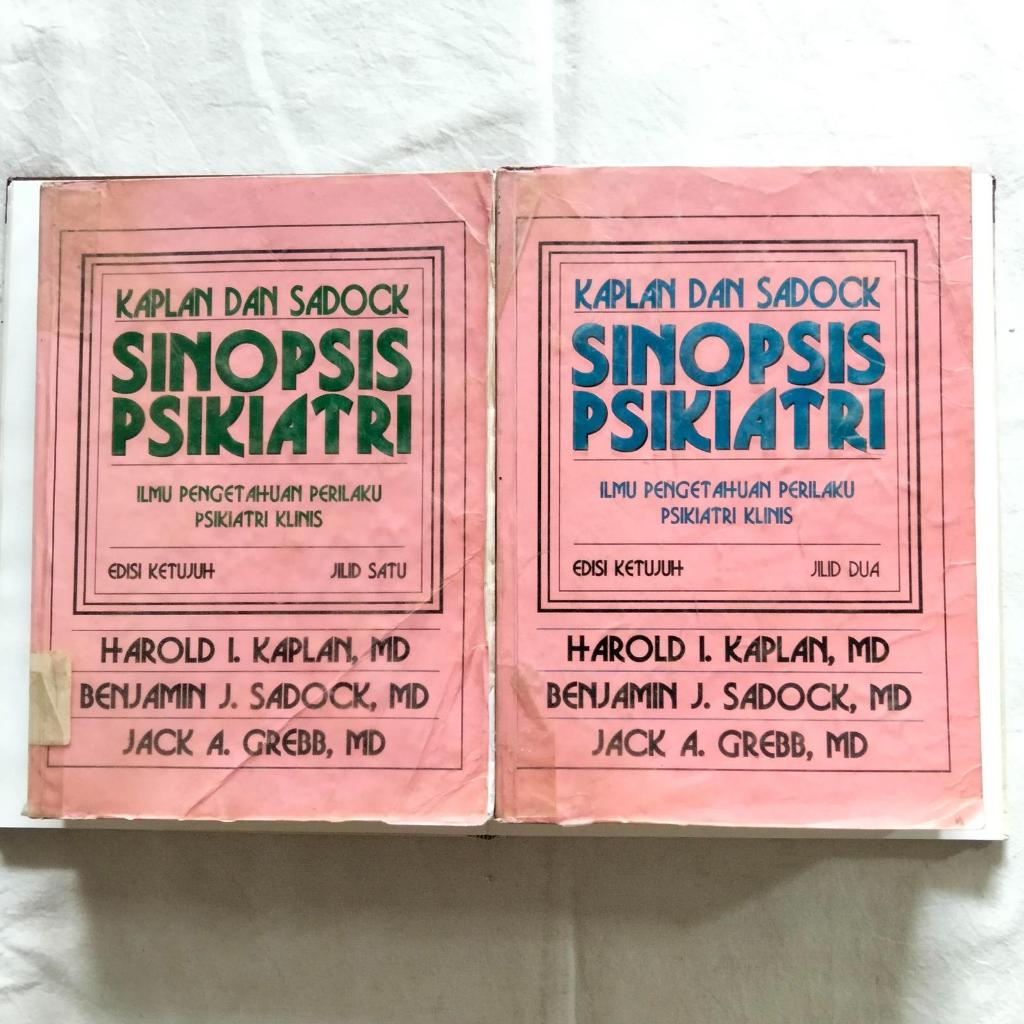 KAPLAN DAN SADOCK
SINOPSIS
PSIKIATRI
ILMU PENGETAHUAN PERILAKU
PSIKIATRI KLINIS
EDISI KETUJUH JILID SATU
HAROLD I. KAPLAN, MD
BENJAMIN J. SADOCK, MD
JACK A. GREBB, MD
KAPLAN DAN SADOCK
SINOPSIS
PSIKIATRI
ILMU PENGETAHUAN PERILAKU
PSIKIATRI KLINIS
EDISI KETUJUH JILID DUA
HAROLD I. KAPLAN, MD
BENJAMIN J. SADOCK, MD
JACK A. GREBB, MD